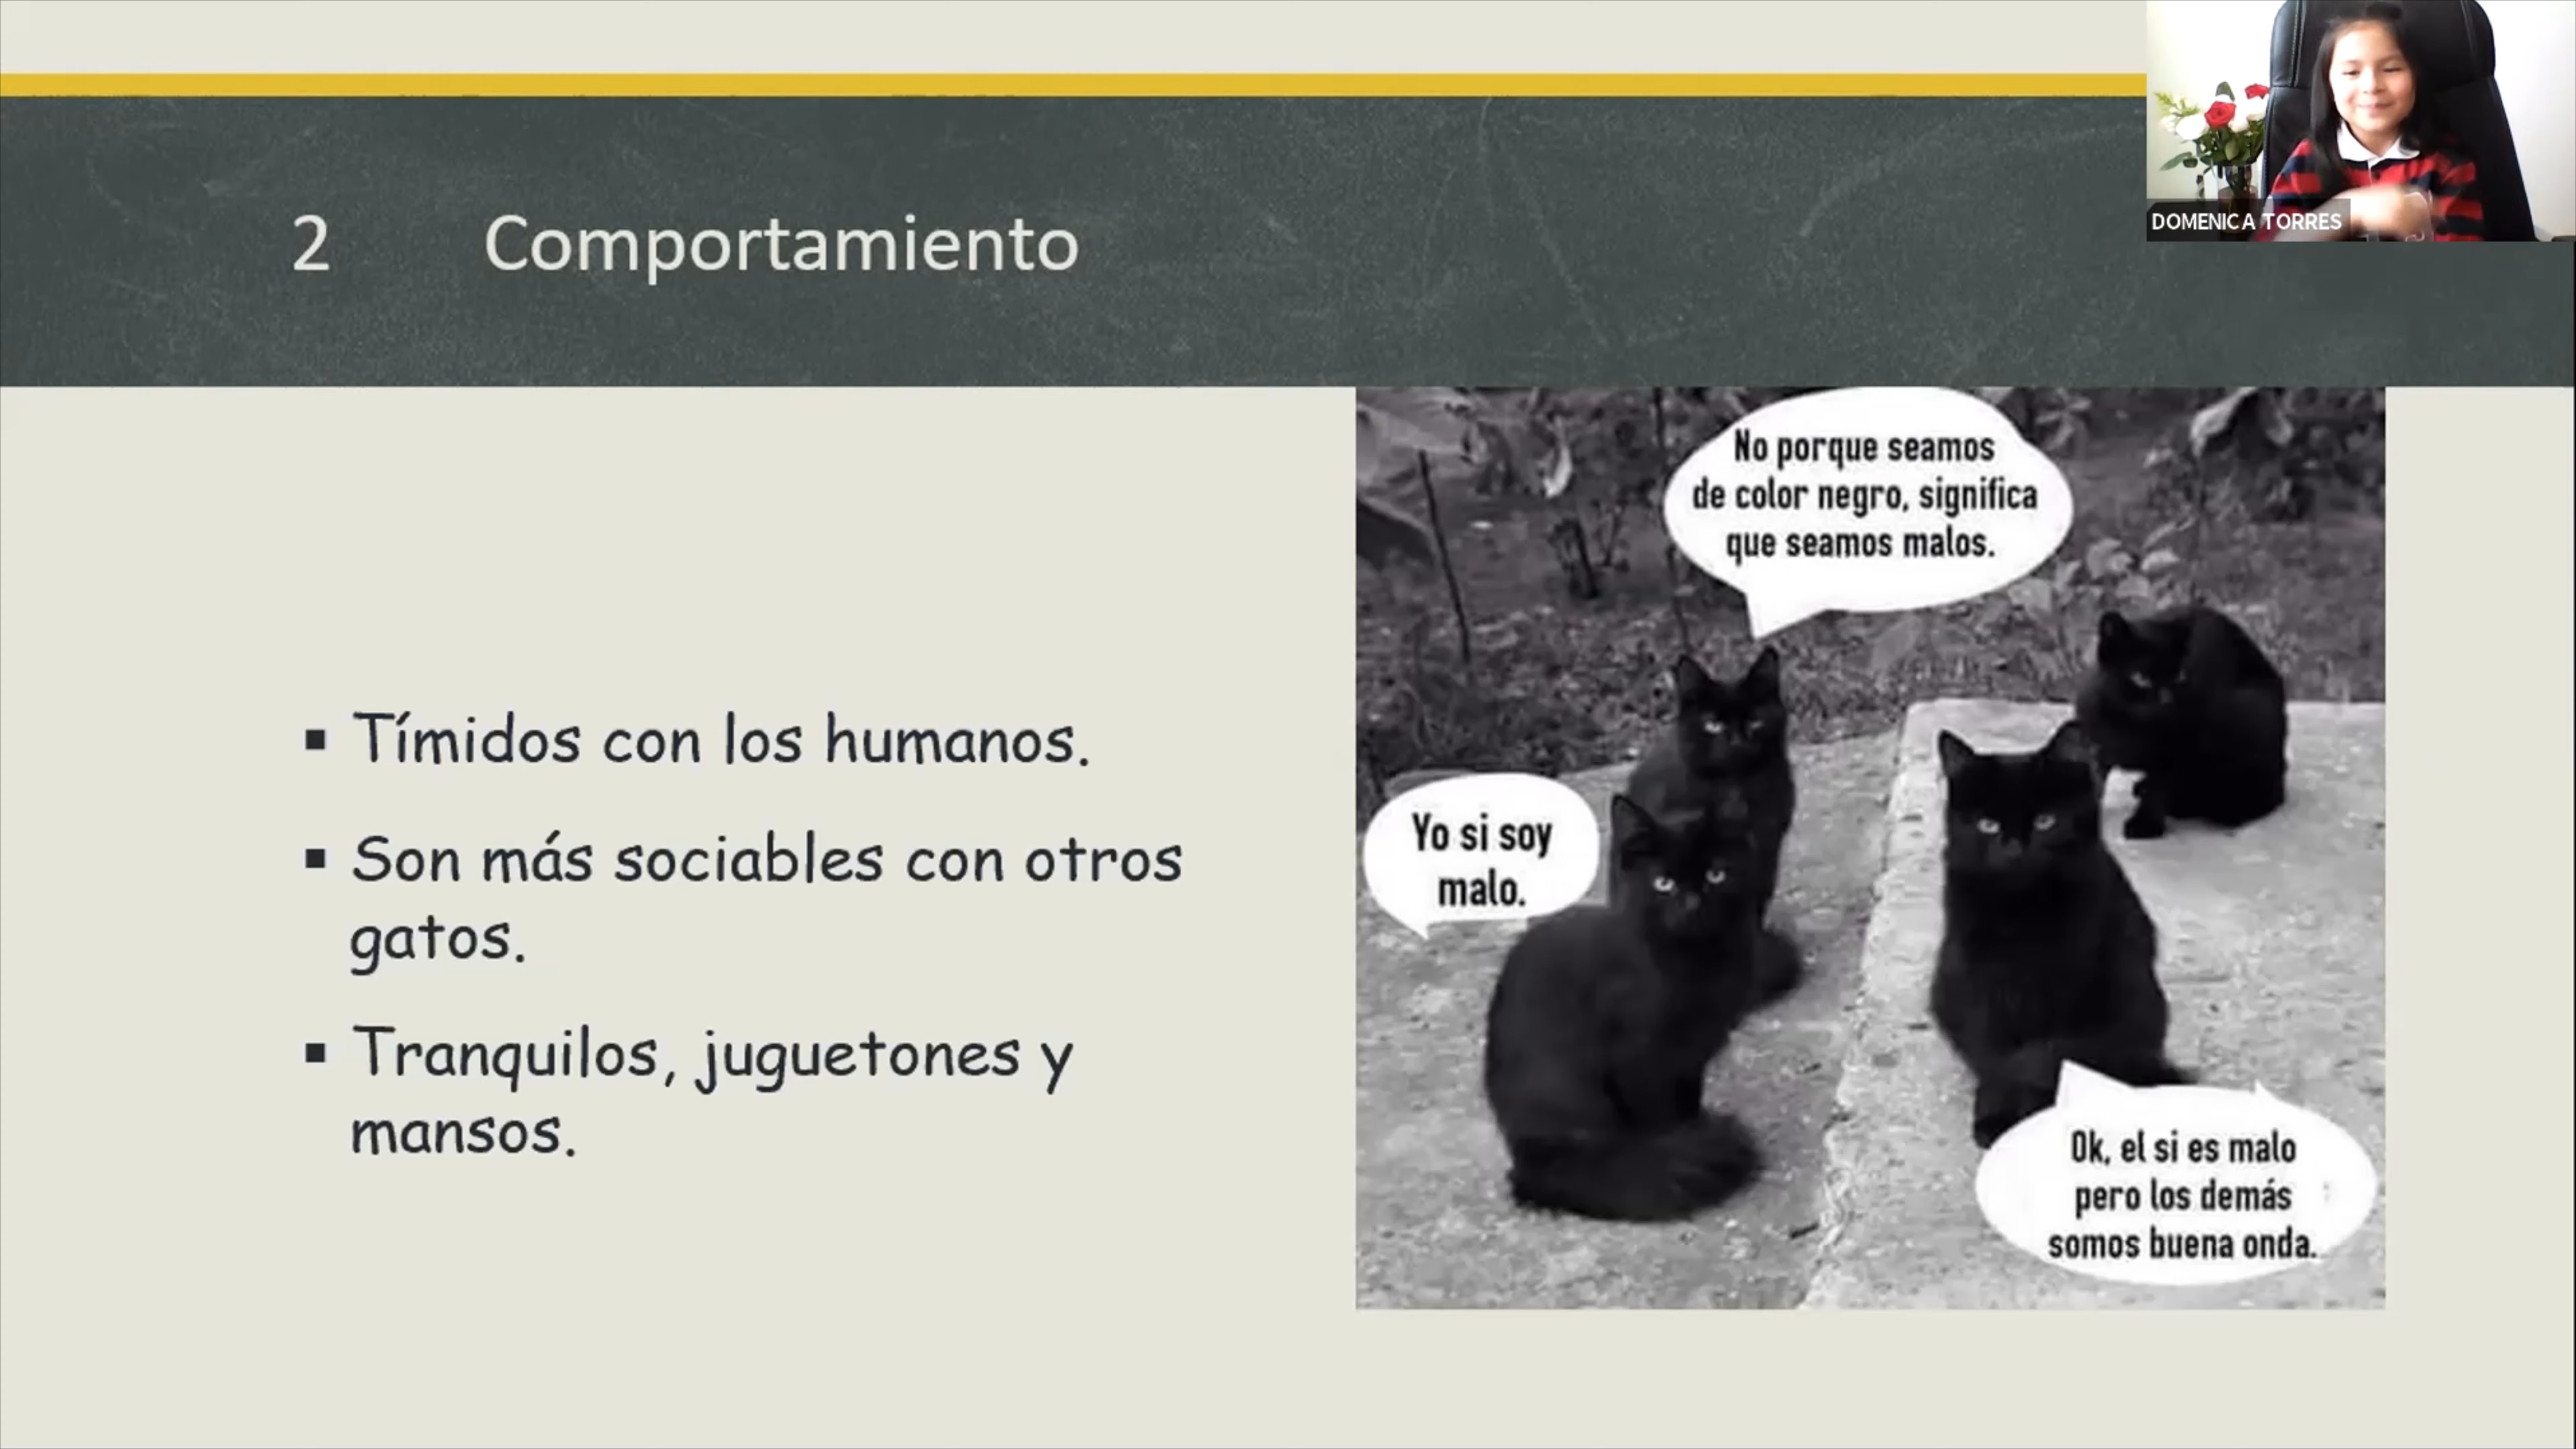 2 Comportamiento
DOMENICA TORRES
▪ Tímidos con los humanos.
▪ Son más sociables con otros
gatos.
▪ Tranquilos, juguetones y
mansos.
No porque seamos
de color negro, significa
que seamos malos.
Yo si soy
malo.
Ok, el si es malo
pero los demás
somos buena onda.